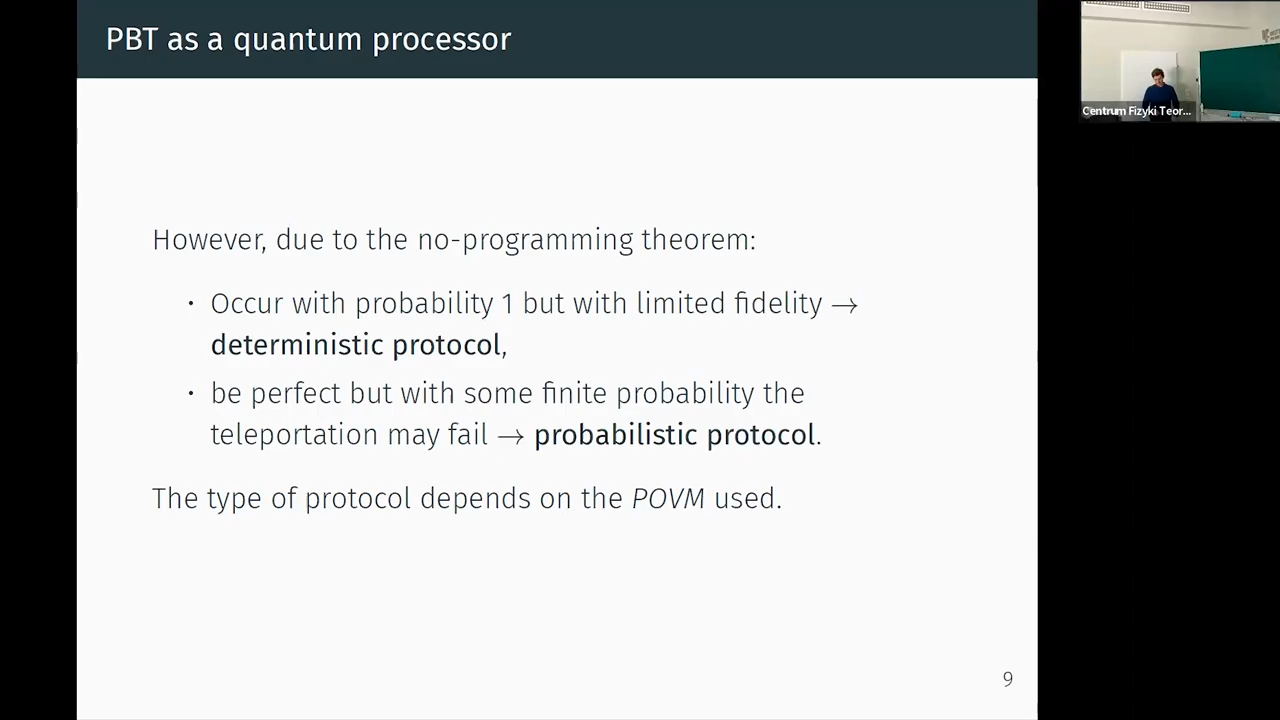 PBT as a quantum processor
Centrum Fizyki Teor...
However, due to the no-programming theorem:
• Occur with probability 1 but with limited fidelity →
deterministic protocol,
• be perfect but with some finite probability the
teleportation may fail → probabilistic protocol.
The type of protocol depends on the POVM used.
9